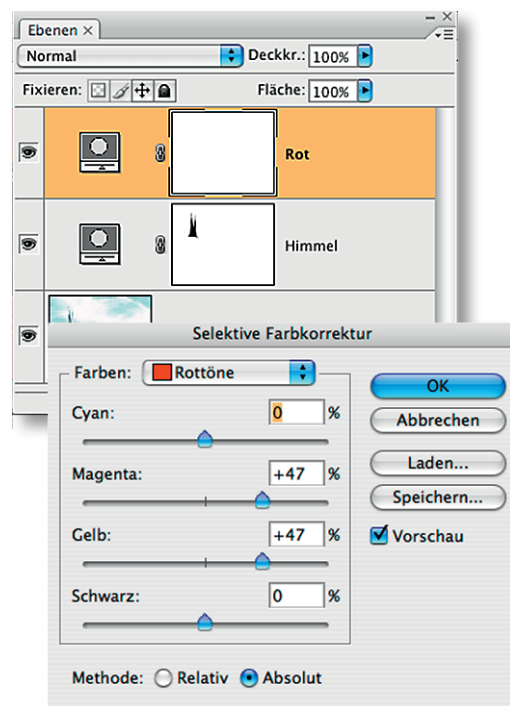 Ebenen ×
Normal Deckkr.: 100%
Fixieren: Fläche: 100%
Rot
Himmel
Selektive Farbkorrektur
Farben: Rottöne
OK
Cyan: 0 %
Abbrechen
Magenta: +47 %
Laden...
Speichern...
Gelb: +47 %
Vorschau
Schwarz: 0 %
Methode: Relativ Absolut